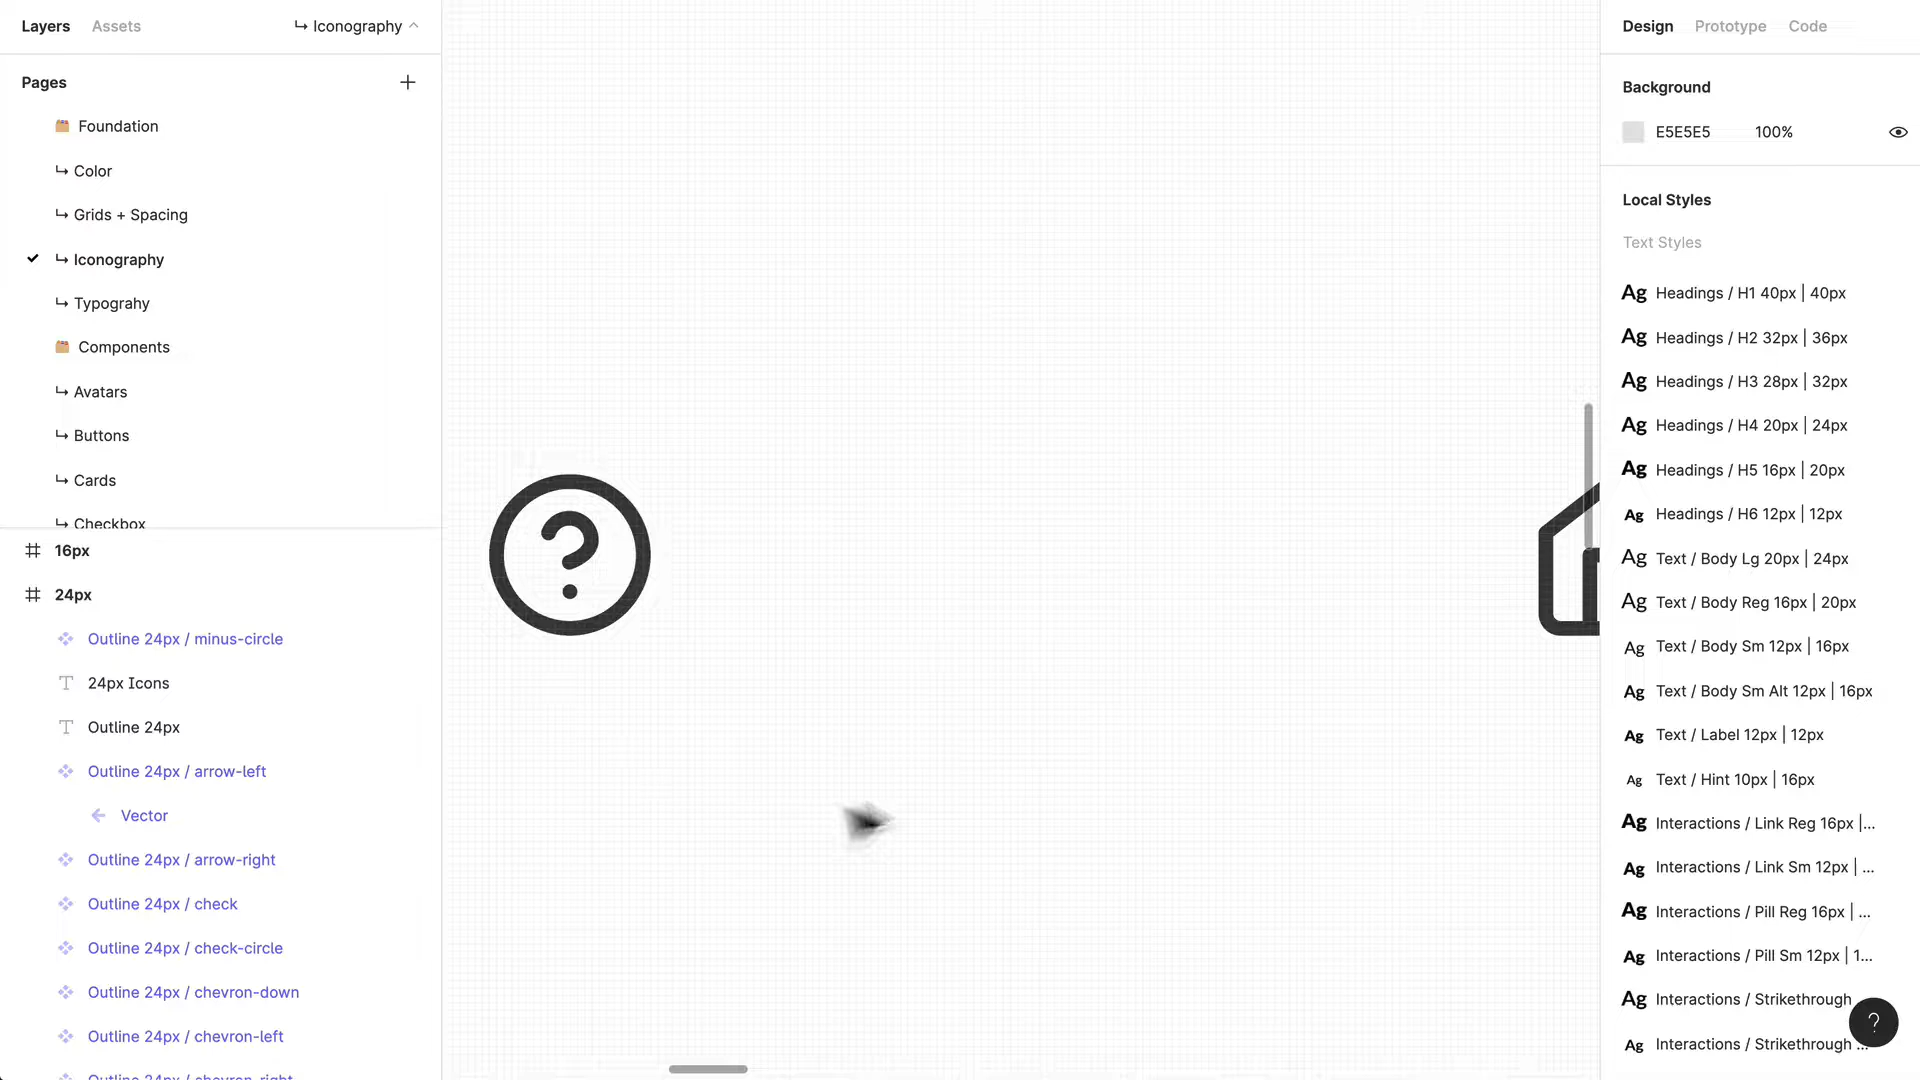 Layers
Assets
↳ Iconography
Pages
Foundation
↳ Color
↳ Grids + Spacing
↳ Iconography
↳ Typograhy
Components
↳ Avatars
↳ Buttons
↳ Cards
↳ Checkbox
16px
24px
Outline 24px / minus-circle
24px Icons
Outline 24px
Outline 24px / arrow-left
Vector
Outline 24px / arrow-right
Outline 24px / check
Outline 24px / check-circle
Outline 24px / chevron-down
Outline 24px / chevron-left
Outline 24px / chevron-right
?
Design
Prototype
Code
Background
E5E5E5
100%
Local Styles
Text Styles
Ag Headings / H1 40px | 40px
Ag Headings / H2 32px | 36px
Ag Headings / H3 28px | 32px
Ag Headings / H4 20px | 24px
Ag Headings / H5 16px | 20px
Ag Headings / H6 12px | 12px
Ag Text / Body Lg 20px | 24px
Ag Text / Body Reg 16px | 20px
Ag Text / Body Sm 12px | 16px
Ag Text / Body Sm Alt 12px | 16px
Ag Text / Label 12px | 12px
Ag Text / Hint 10px | 16px
Ag Interactions / Link Reg 16px |...
Ag Interactions / Link Sm 12px | ...
Ag Interactions / Pill Reg 16px | ...
Ag Interactions / Pill Sm 12px | 1...
Ag Interactions / Strikethrough
Ag Interactions / Strikethrough ...
?